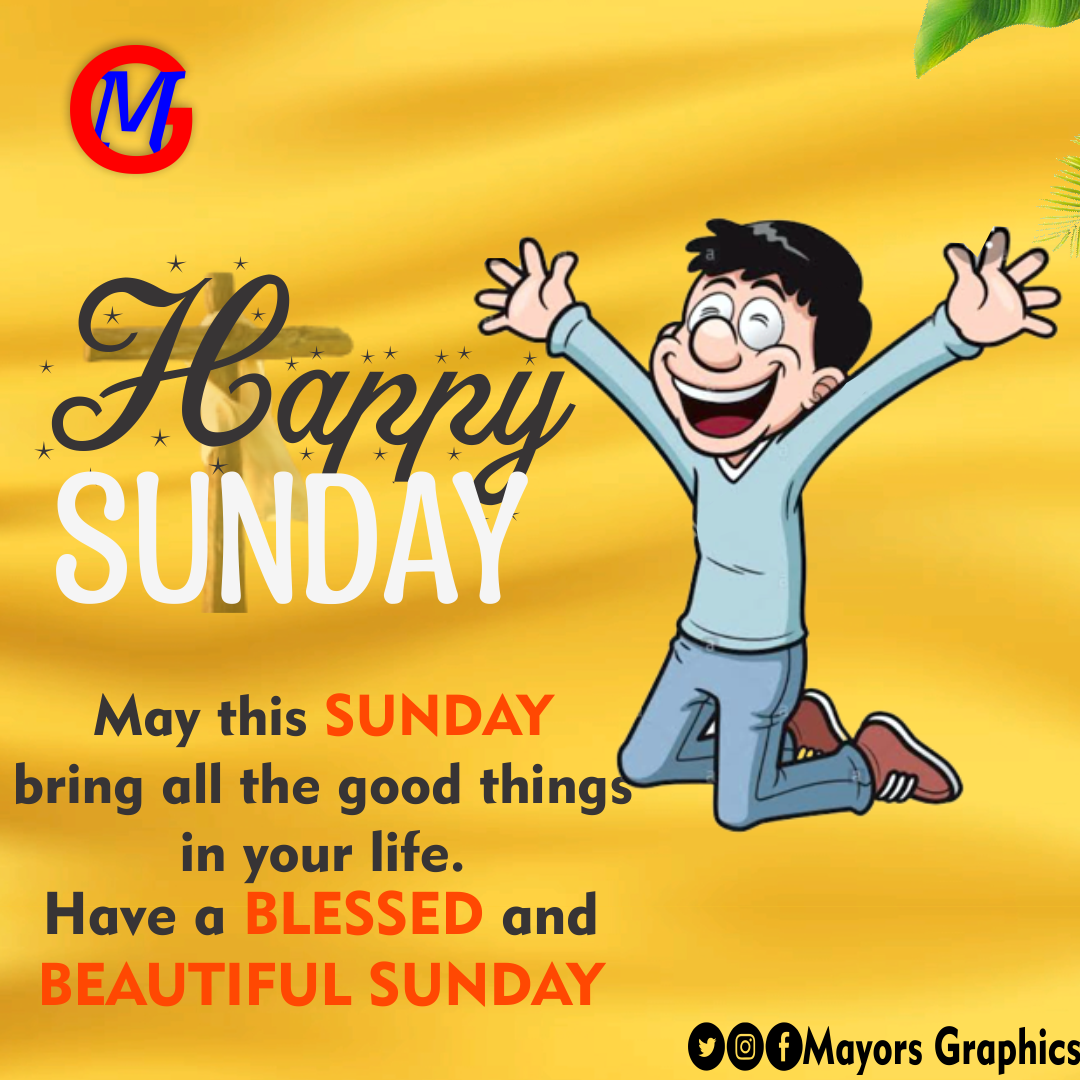 GM
Happy
SUNDAY
May this SUNDAY
bring all the good things
in your life.
Have a BLESSED and
BEAUTIFUL SUNDAY
Mayors Graphics
a
a
a
a